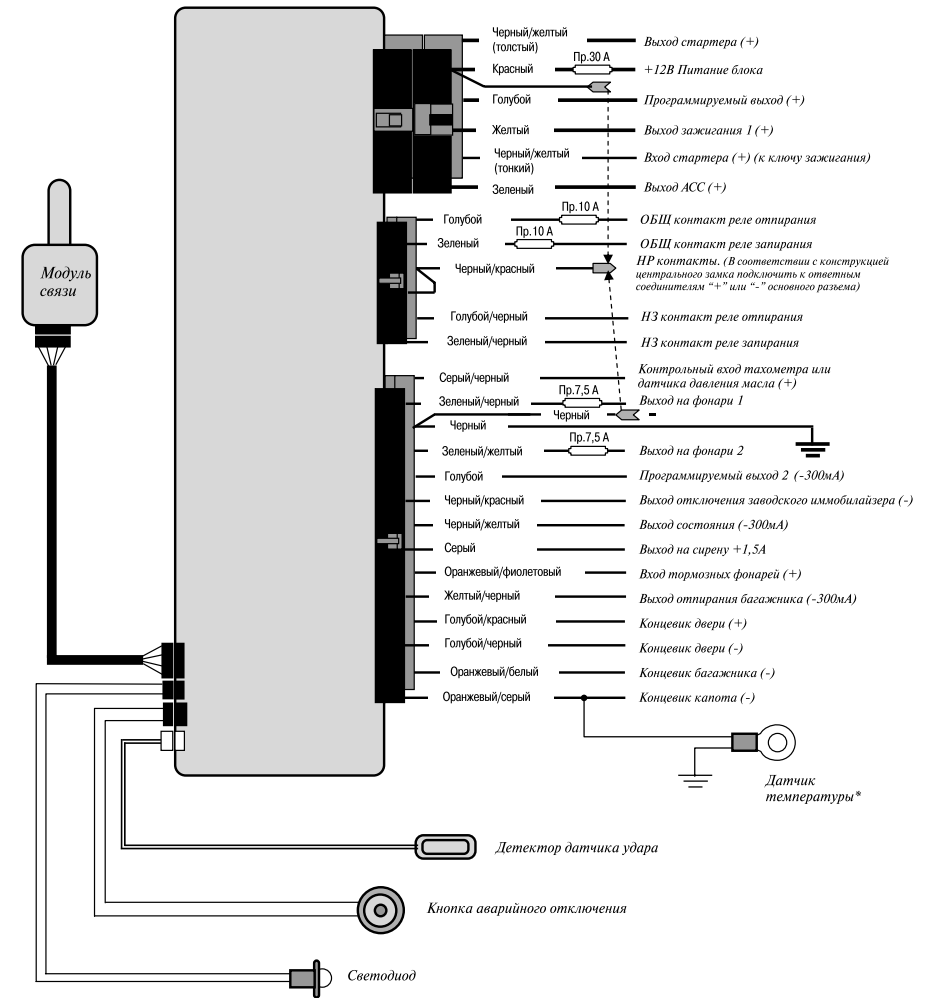 Черный/желтый
(толстый)
Выход стартера (+)
Красный
Пр.30 А
+12В Питание блока
Голубой
Программируемый выход (+)
Желтый
Выход зажигания 1 (+)
Черный/желтый
(тонкий)
Вход стартера (+) (к ключу зажигания)
Зеленый
Выход АСС (+)
Голубой
Пр.10 А
ОБЩ контакт реле отпирания
Зеленый
Пр.10 А
ОБЩ контакт реле запирания
Черный/красный
НР контакты. (В соответствии с конструкцией
центрального замка подключить к ответным
соединителям “+” или “-” основного разъема)
Голубой/черный
НЗ контакт реле отпирания
Зеленый/черный
НЗ контакт реле запирания
Серый/черный
Контрольный вход тахометра или
датчика давления масла (+)
Зеленый/черный
Пр.7,5 А
Выход на фонари 1
Черный
Черный
Зеленый/желтый
Пр.7,5 А
Выход на фонари 2
Голубой
Программируемый выход 2 (-300мА)
Черный/красный
Выход отключения заводского иммобилайзера (-)
Черный/желтый
Выход состояния (-300мА)
Серый
Выход на сирену +1,5А
Оранжевый/фиолетовый
Вход тормозных фонарей (+)
Желтый/черный
Выход отпирания багажника (-300мА)
Голубой/красный
Концевик двери (+)
Голубой/черный
Концевик двери (-)
Оранжевый/белый
Концевик багажника (-)
Оранжевый/серый
Концевик капота (-)
Модуль
связи
Датчик
температуры*
Детектор датчика удара
Кнопка аварийного отключения
Светодиод